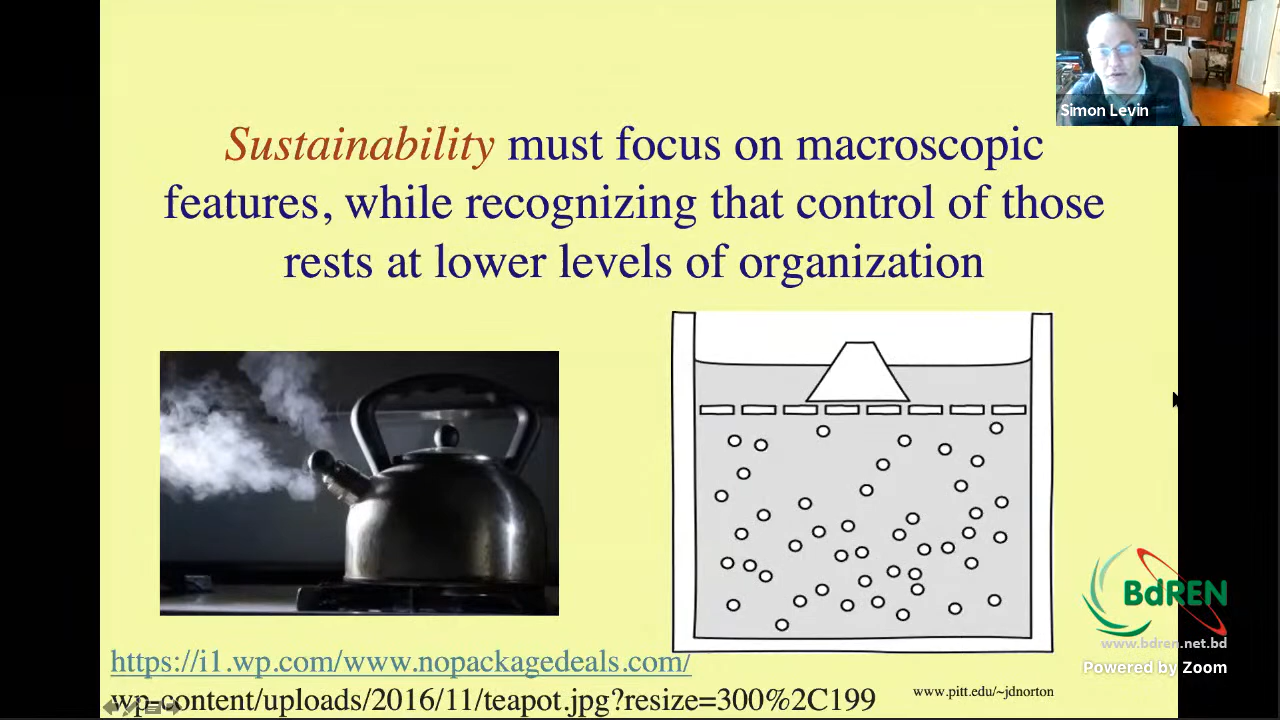 Simon Levin
Sustainability must focus on macroscopic
features, while recognizing that control of those
rests at lower levels of organization
BdREN
www.bdren.net.bd
Powered by Zoom
https://i1.wp.com/www.nopackagedeals.com/
wp-content/uploads/2016/11/teapot.jpg?resize=300%2C199
www.pitt.edu/~jdnorton